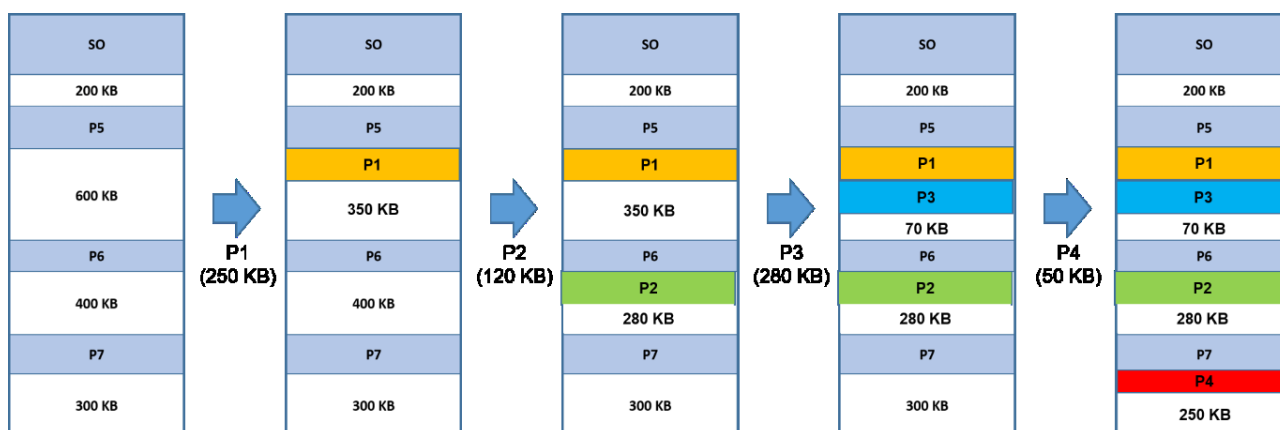 SO
200 KB
P5
600 KB
P6
400 KB
P7
300 KB
P1
(250 KB)
SO
200 KB
P5
P1
350 KB
P6
400 KB
P7
300 KB
P2
(120 KB)
SO
200 KB
P5
P1
350 KB
P6
P2
280 KB
P7
300 KB
P3
(280 KB)
SO
200 KB
P5
P1
P3
70 KB
P6
P2
280 KB
P7
300 KB
P4
(50 KB)
SO
200 KB
P5
P1
P3
70 KB
P6
P2
280 KB
P7
P4
250 KB